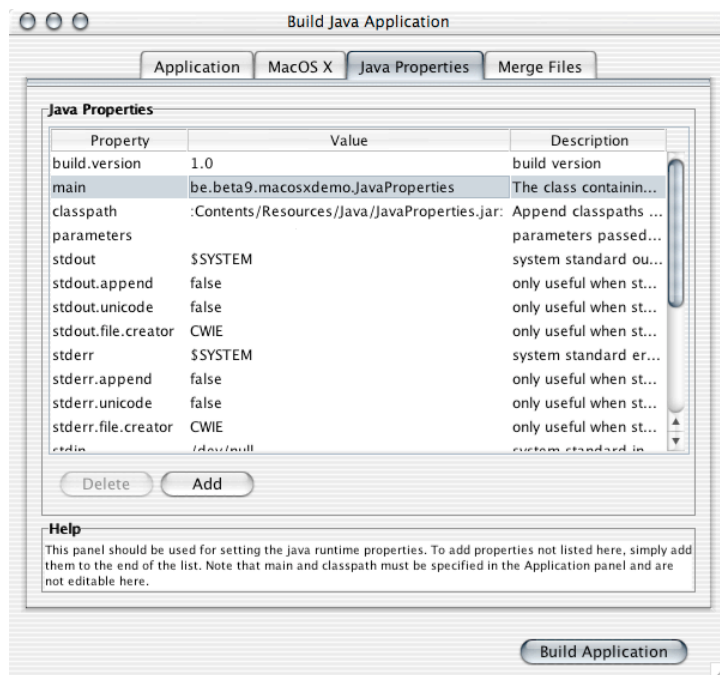 Build Java Application
Application MacOS X Java Properties Merge Files
Java Properties
Property Value Description
build.version 1.0 build version
main be.beta9.macosxdemo.JavaProperties The class containin...
classpath :Contents/Resources/Java/JavaProperties.jar: Append classpaths ...
parameters parameters passed...
stdout $SYSTEM system standard ou...
stdout.append false only useful when st...
stdout.unicode false only useful when st...
stdout.file.creator CWIE only useful when st...
stderr $SYSTEM system standard er...
stderr.append false only useful when st...
stderr.unicode false only useful when st...
stderr.file.creator CWIE only useful when st...
stdin /dev/null system standard in...
Delete Add
Help
This panel should be used for setting the java runtime properties. To add properties not listed here, simply add
them to the end of the list. Note that main and classpath must be specified in the Application panel and are
not editable here.
Build Application